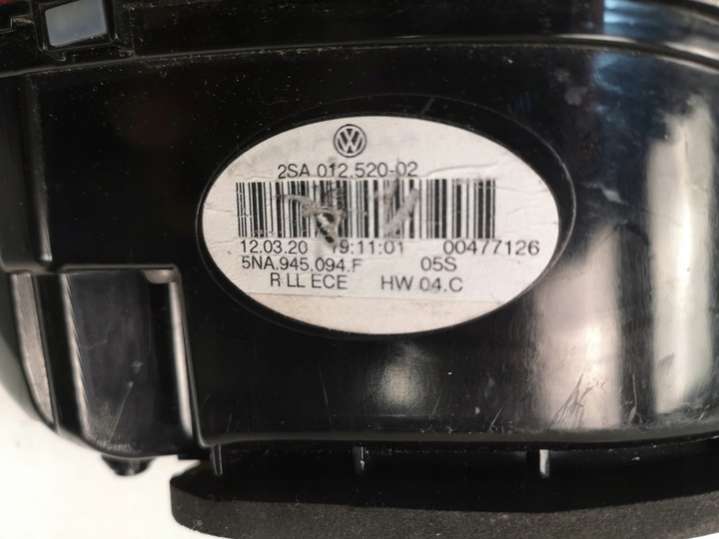 2SA 012.520-02
12.03.20 19:11:01 00477126
5NA.945.094.F 05S
R LL ECE HW 04.C